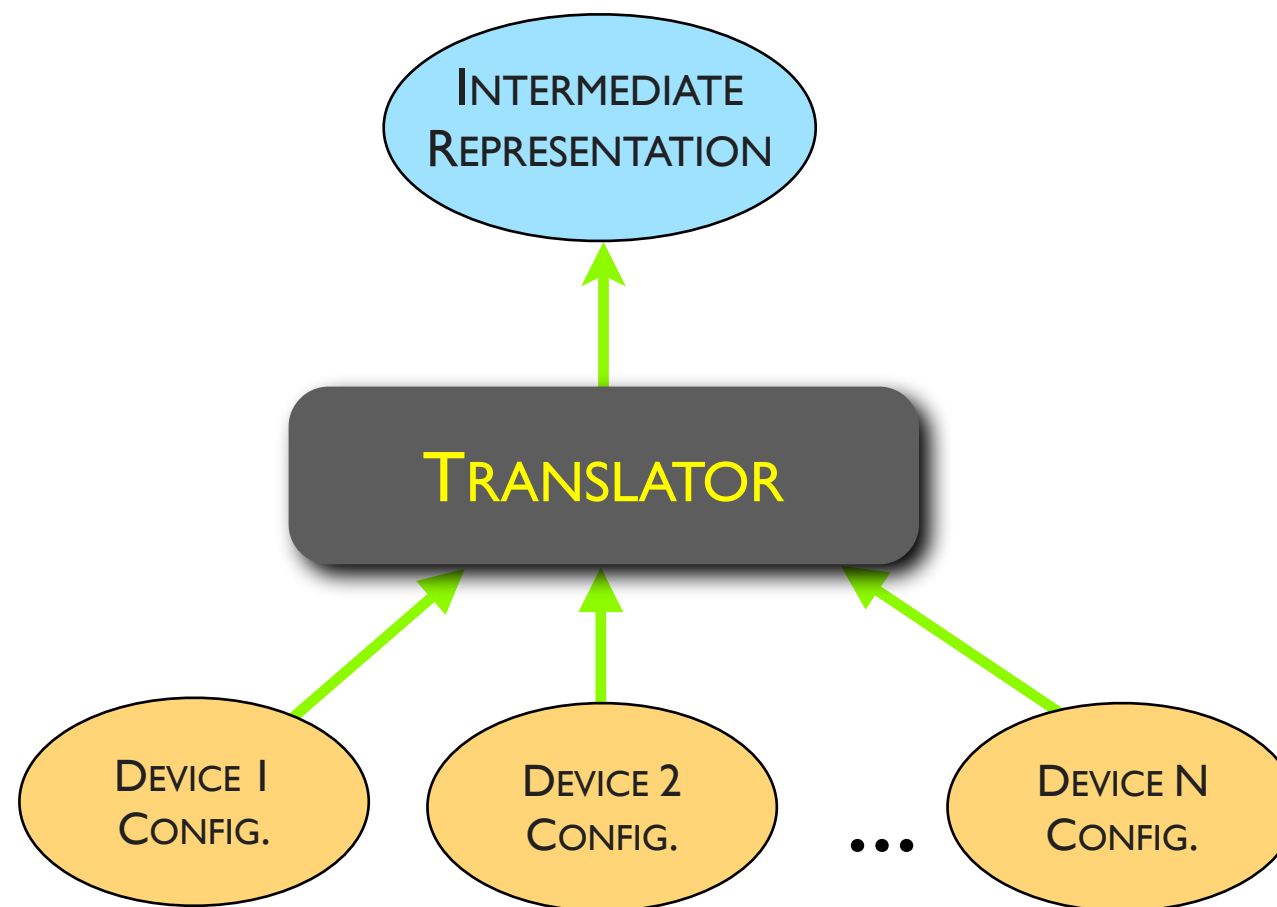 INTERMEDIATE
REPRESENTATION
TRANSLATOR
DEVICE 1
CONFIG.
DEVICE 2
CONFIG.
...
DEVICE N
CONFIG.